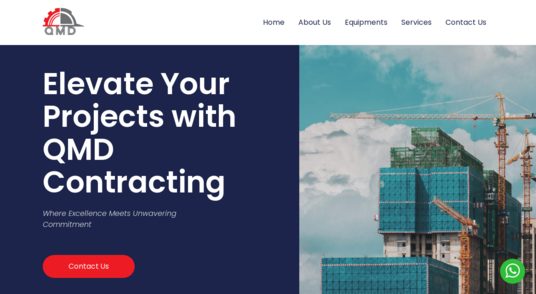 QMD
Home About Us Equipments Services Contact Us
Elevate Your
Projects with
QMD
Contracting
Where Excellence Meets Unwavering
Commitment
Contact Us